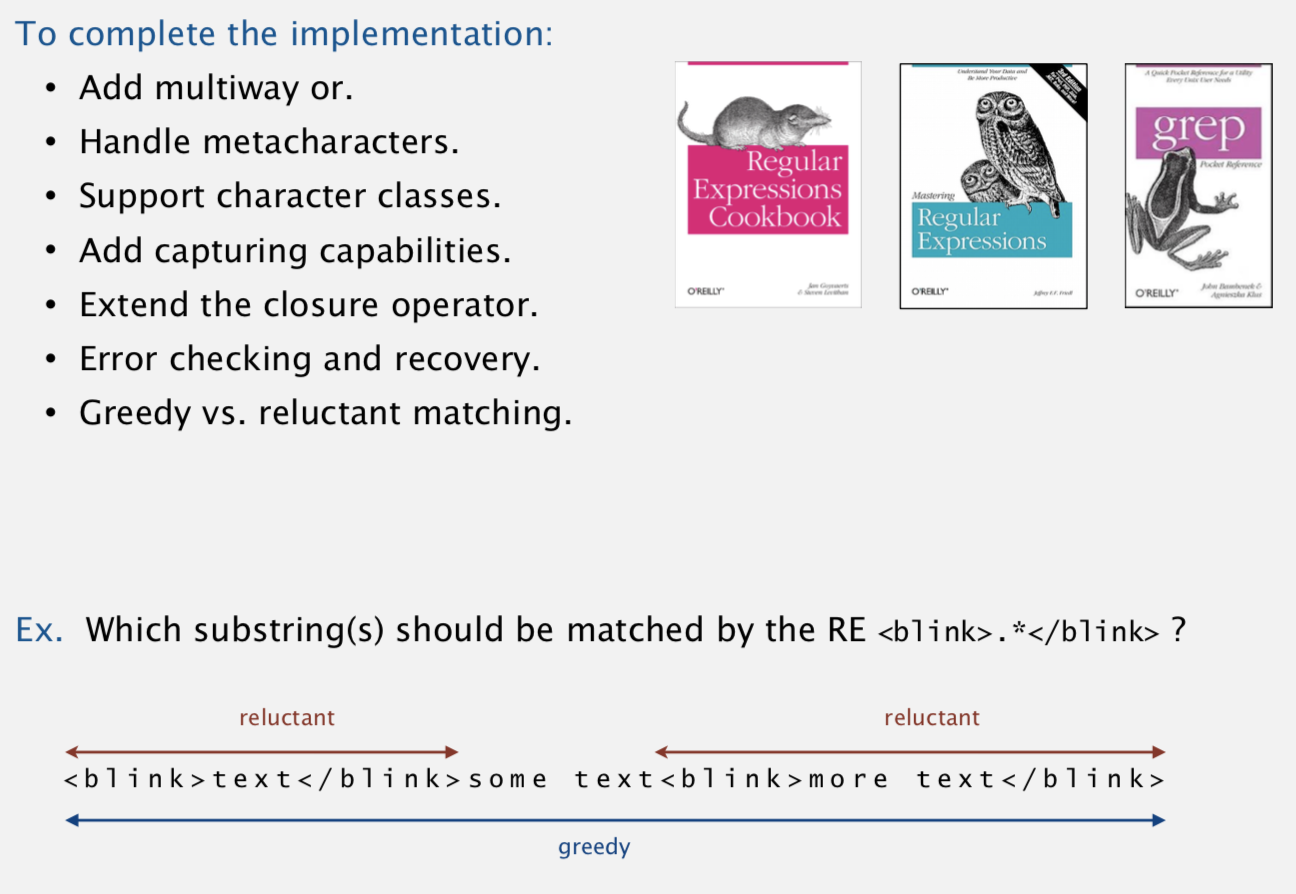 To complete the implementation:
• Add multiway or.
• Handle metacharacters.
• Support character classes.
• Add capturing capabilities.
• Extend the closure operator.
• Error checking and recovery.
• Greedy vs. reluctant matching.
Regular
Expressions
Cookbook
O'REILLY®
Jan Goyvaerts
& Steven Levithan
Understand Your Data and
Be More Productive
Mastering
Regular
Expressions
O'REILLY®
Jeffrey E.F. Friedl
A Quick Pocket Reference for a Utility
Every Unix User Needs
grep
Pocket Reference
O'REILLY®
John Bambenek &
Agnieszka Klus
Ex. Which substring(s) should be matched by the RE <blink>.*</blink> ?
reluctant
reluctant
<blink>text</blink>some text<blink>more text</blink>
greedy